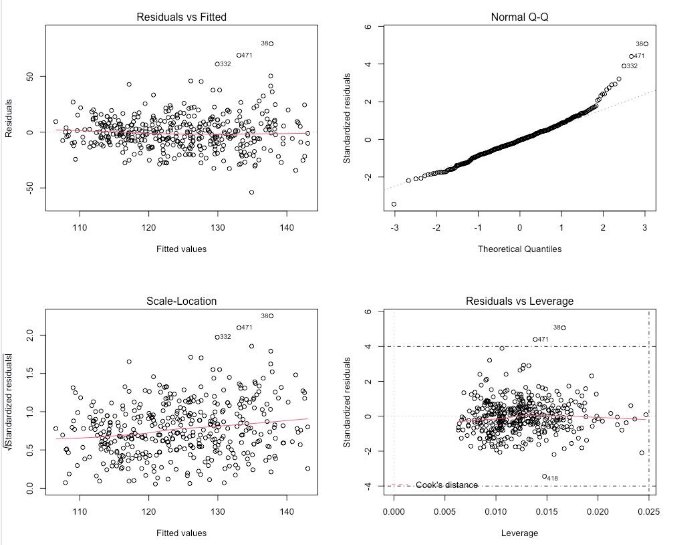 Residuals vs Fitted
38
471
332
50
0
-50
Residuals
110 120 130 140
Fitted values
Normal Q-Q
38
471
332
6
4
2
0
-2
Standardized residuals
-3 -2 -1 0 1 2 3
Theoretical Quantiles
Scale-Location
38
471
332
2.0
1.5
1.0
0.5
0.0
√|Standardized residuals|
110 120 130 140
Fitted values
Residuals vs Leverage
38
471
418
6
4
2
0
-2
-4
Standardized residuals
Cook's distance
0.000 0.005 0.010 0.015 0.020 0.025
Leverage